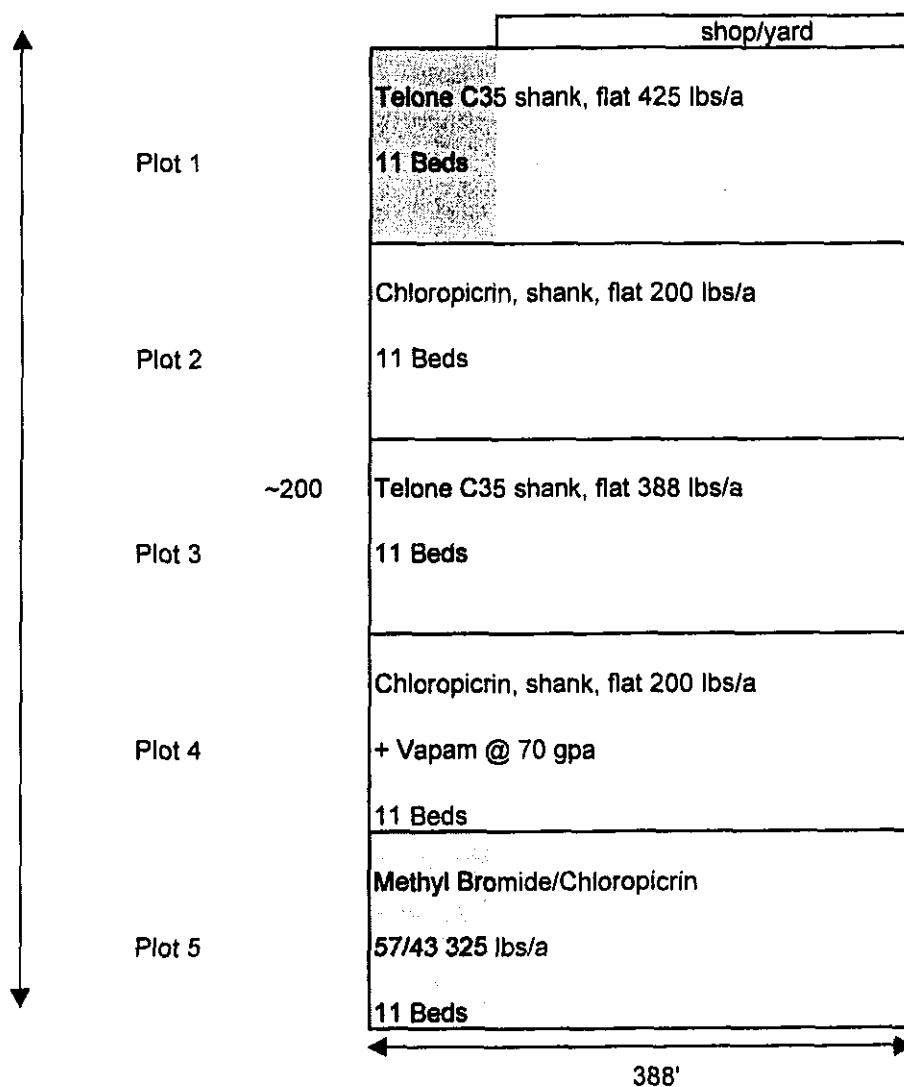 shop/yard
Telone C35 shank, flat 425 lbs/a
Plot 1
11 Beds
Chloropicrin, shank, flat 200 lbs/a
Plot 2
11 Beds
~200
Telone C35 shank, flat 388 lbs/a
Plot 3
11 Beds
Chloropicrin, shank, flat 200 lbs/a
Plot 4
+ Vapam @ 70 gpa
11 Beds
Methyl Bromide/Chloropicrin
Plot 5
57/43 325 lbs/a
11 Beds
388'